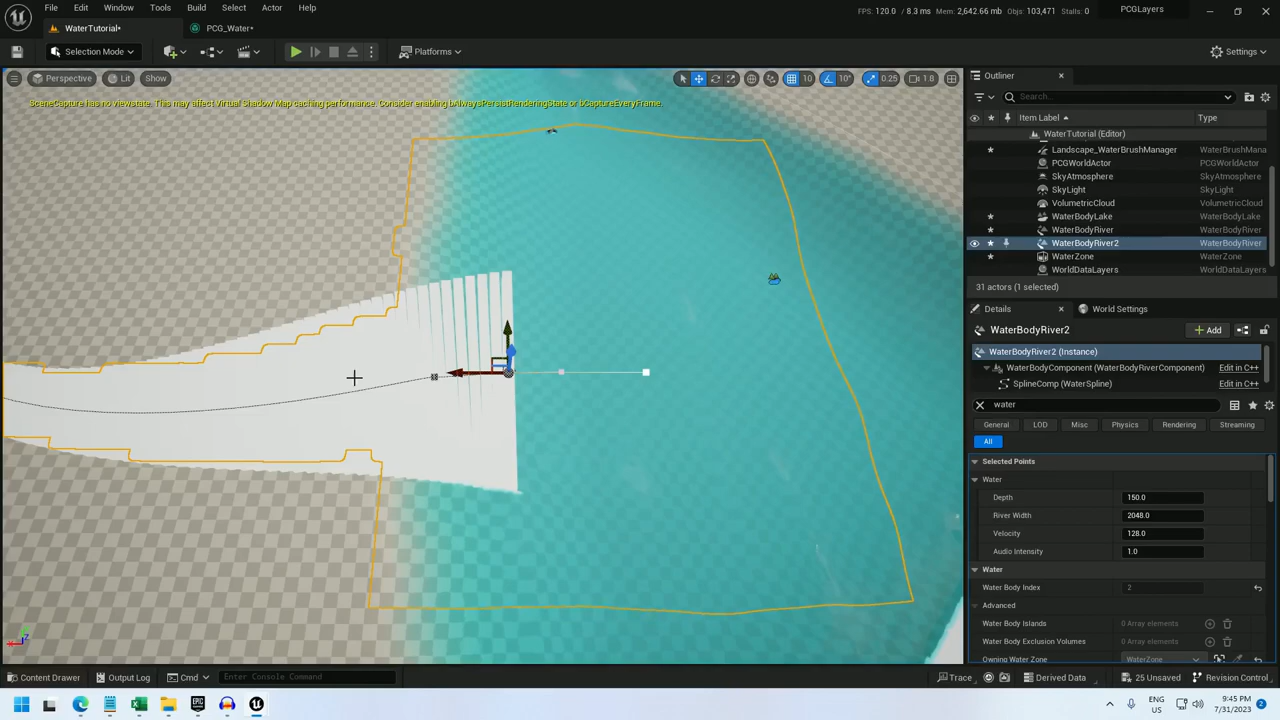 File Edit Window Tools Build Select Actor Help
FPS: 120.0 / 8.3 ms Mem: 2,642.66 mb Objs: 103,471 Stalls: 0
PCGLayers
WaterTutorial•
PCG_Water•
Selection Mode
Platforms
Settings
Perspective
Lit
Show
10
10°
0.25
1.8
SceneCapture has no viewstate. This may affect Virtual Shadow Map caching performance. Consider enabling bAlwaysPersistRenderingState or bCaptureEveryFrame.
Outliner
Search...
Item Label
Type
WaterTutorial (Editor)
Landscape_WaterBrushManager WaterBrushMana
PCGWorldActor PCGWorldActor
SkyAtmosphere SkyAtmosphere
SkyLight SkyLight
VolumetricCloud VolumetricCloud
WaterBodyLake WaterBodyLake
WaterBodyRiver WaterBodyRiver
WaterBodyRiver2 WaterBodyRiver
WaterZone WaterZone
WorldDataLayers WorldDataLayers
31 actors (1 selected)
Details
World Settings
WaterBodyRiver2
Add
WaterBodyRiver2 (Instance)
WaterBodyComponent (WaterBodyRiverComponent) Edit in C++
SplineComp (WaterSpline) Edit in C++
water
General
LOD
Misc
Physics
Rendering
Streaming
All
Selected Points
Water
Depth 150.0
River Width 2048.0
Velocity 128.0
Audio Intensity 1.0
Water
Water Body Index 2
Advanced
Water Body Islands 0 Array elements
Water Body Exclusion Volumes 0 Array elements
Owning Water Zone WaterZone
Content Drawer
Output Log
Cmd
Enter Console Command
Trace
Derived Data
25 Unsaved
Revision Control
ENG
US
9:45 PM
7/31/2023
2